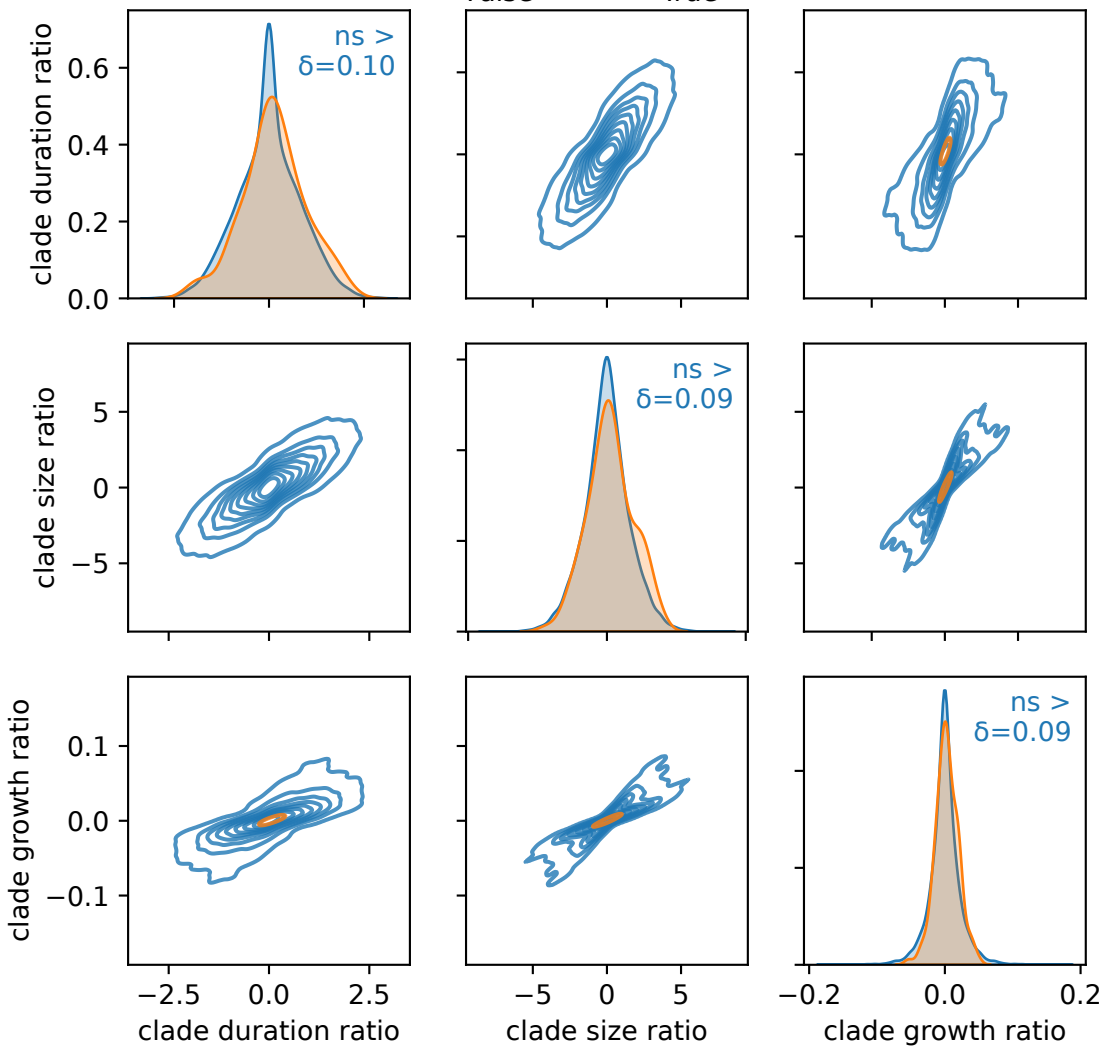 clade duration ratio
0.6
0.4
0.2
0.0
ns >
δ=0.10
clade size ratio
5
0
−5
ns >
δ=0.09
clade growth ratio
0.1
0.0
−0.1
ns >
δ=0.09
−2.5 0.0 2.5
−5 0 5
−0.2 0.0 0.2
clade duration ratio
clade size ratio
clade growth ratio